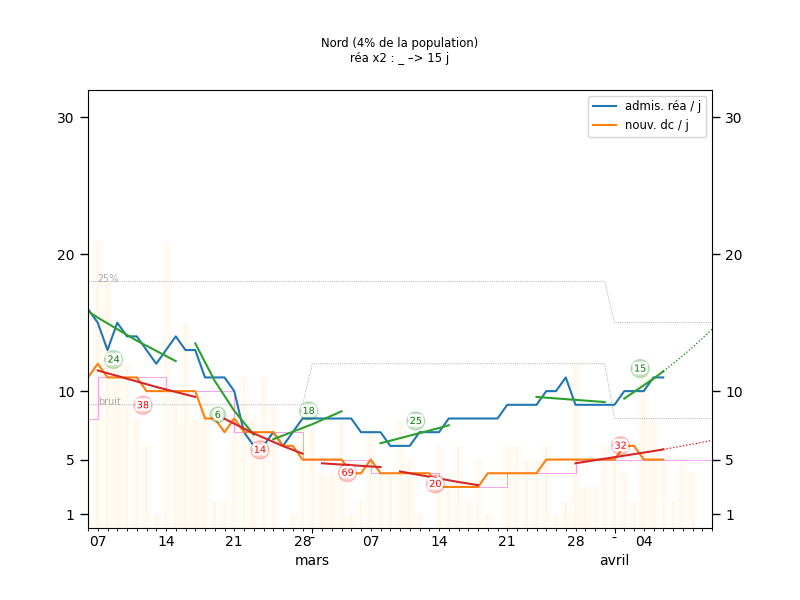 Nord (4% de la population)
réa x2 : _ –> 15 j
admis. réa / j
nouv. dc / j
30 30
20 20
10 10
5 5
1 1
25%
bruit
24
38
6
14
18
69
25
20
15
32
07 14 21 28 - 07 14 21 28 - 04
mars avril